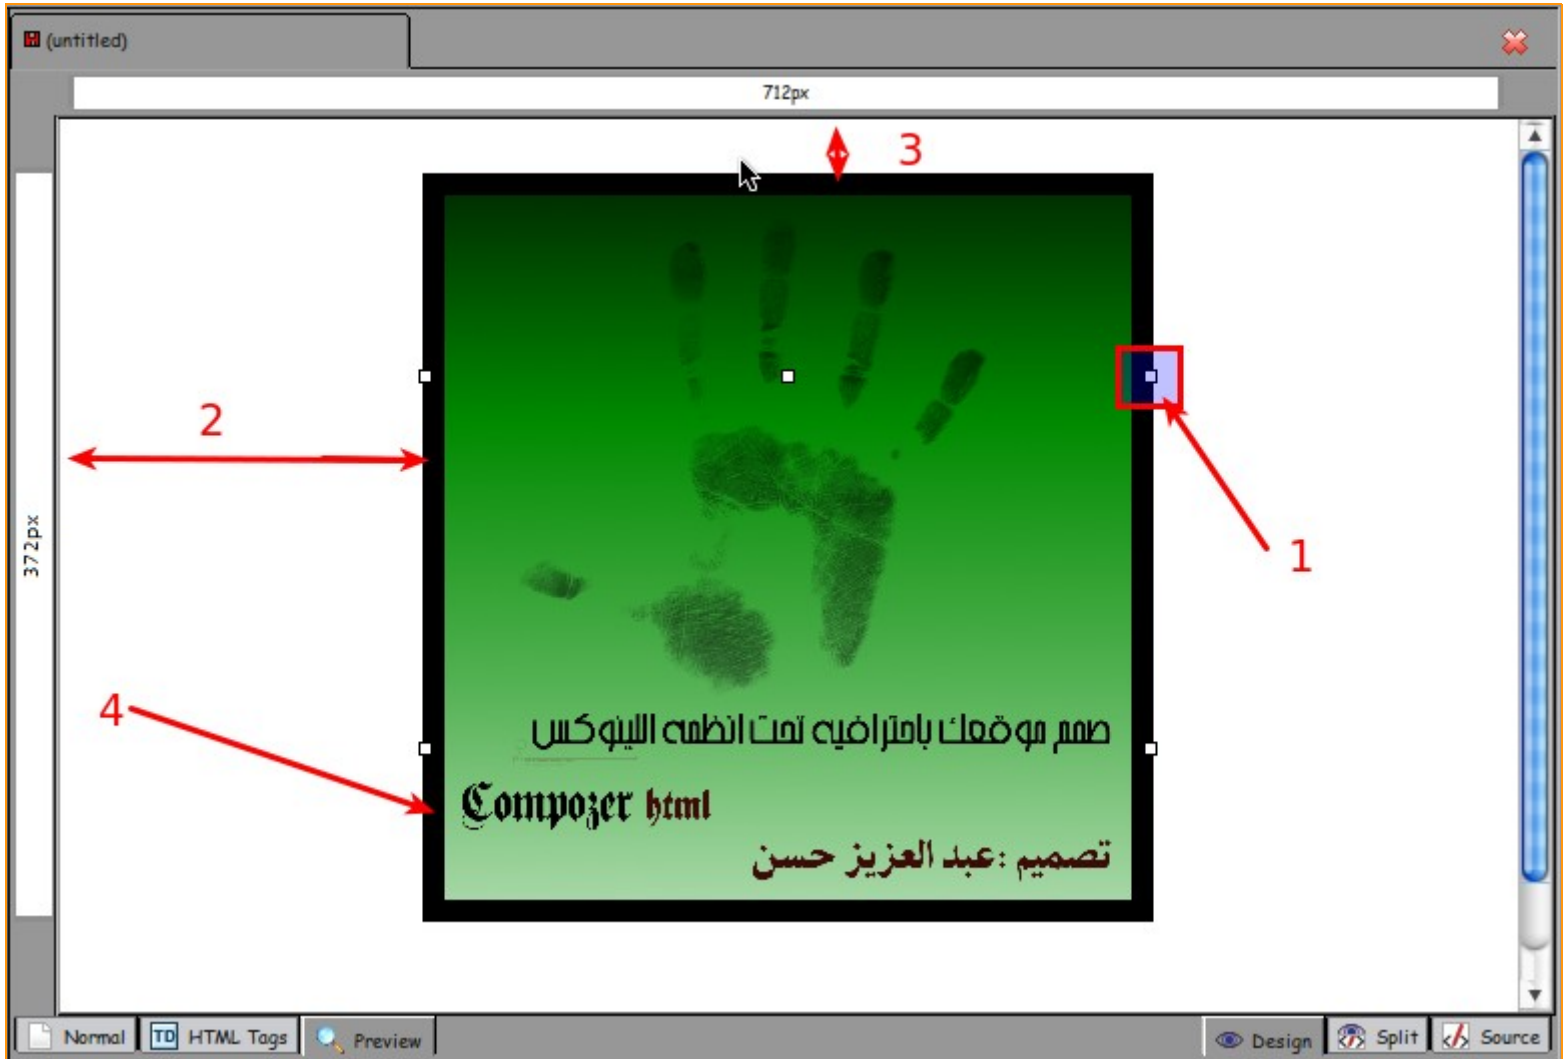 (untitled)
712px
3
2
372px
1
4
صمم موقعك باحترافيه تحت انظمه اللينوكس
Compozer html
تصميم :عبد العزيز حسن
Normal HTML Tags Preview Design Split Source